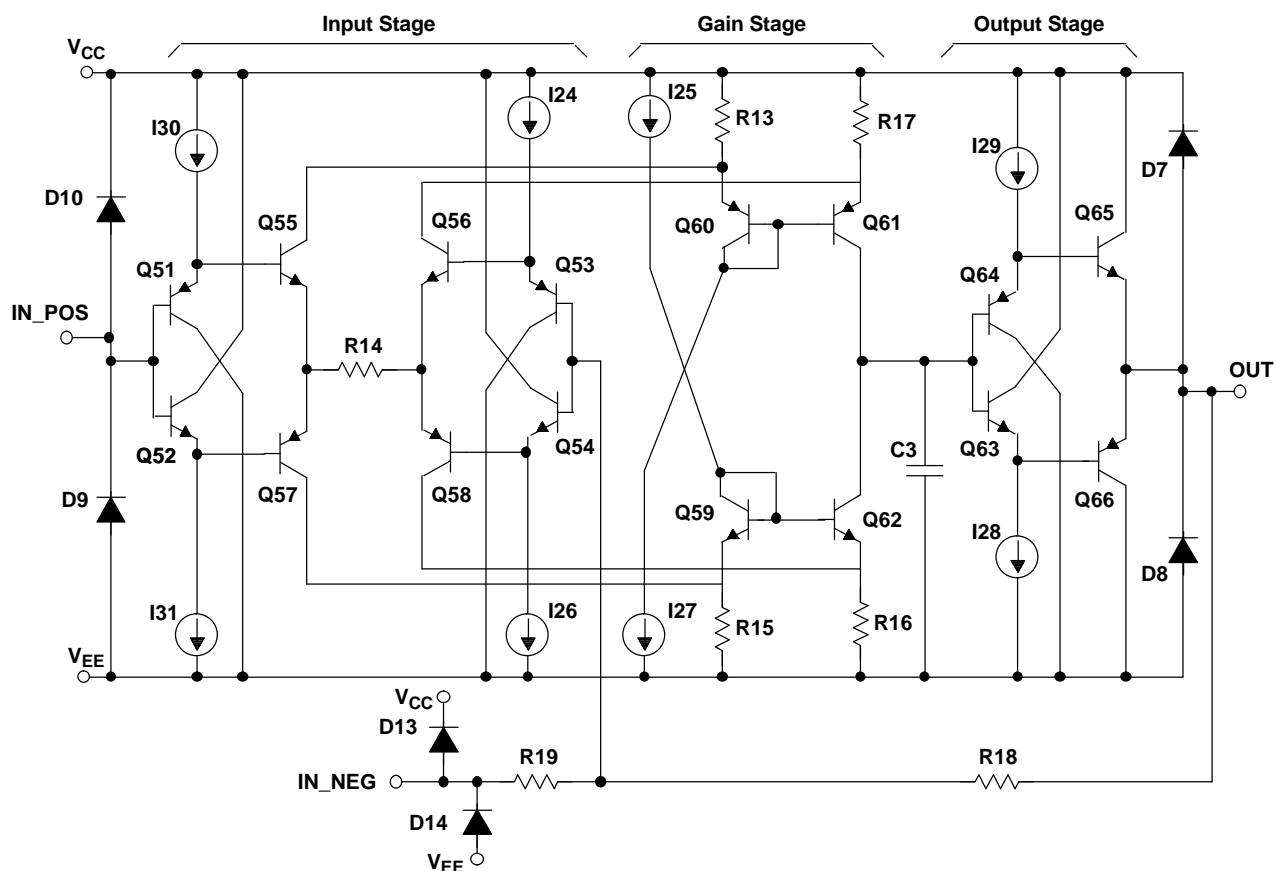 Input Stage
Gain Stage
Output Stage
VCC
I30
I24
I25
R13
R17
I29
D7
D10
Q55
Q56
Q60
Q61
Q65
Q51
Q53
Q64
IN_POS
R14
OUT
Q52
Q54
Q63
C3
D9
Q57
Q58
Q59
Q62
Q66
I28
D8
I31
I26
I27
R15
R16
VEE
VCC
D13
R19
R18
IN_NEG
D14
VEE